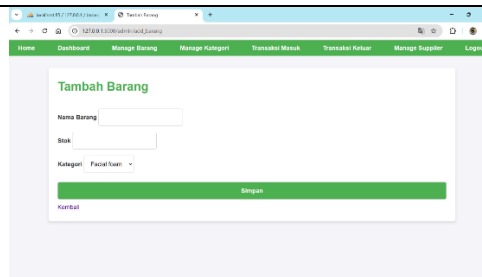 Tambah Barang
Home Dashboard Manage Barang Manage Kategori Transaksi Masuk Transaksi Keluar Manage Supplier
Tambah Barang
Nama Barang
Stok
Kategori Facial foam
Simpan
Kembali